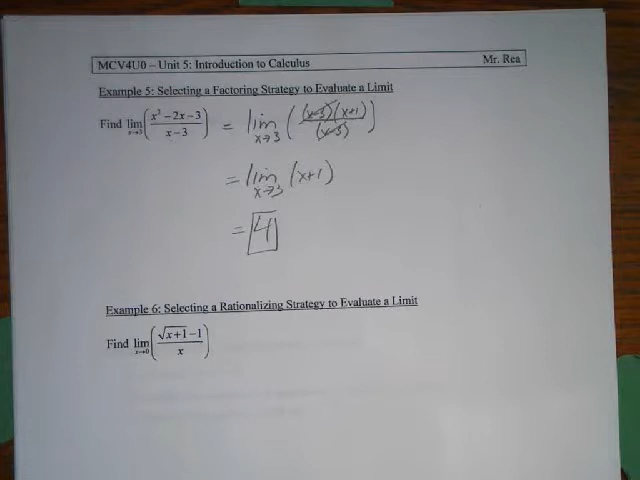 MCV4U0 – Unit 5: Introduction to Calculus Mr. Rea
Example 5: Selecting a Factoring Strategy to Evaluate a Limit
Find lim x→3 ((x² − 2x − 3)/(x − 3)) = lim x→3 ((x-3)(x+1)/(x-3))
= lim x→3 (x+1)
= 4
Example 6: Selecting a Rationalizing Strategy to Evaluate a Limit
Find lim x→0 ((√(x+1) − 1)/x)